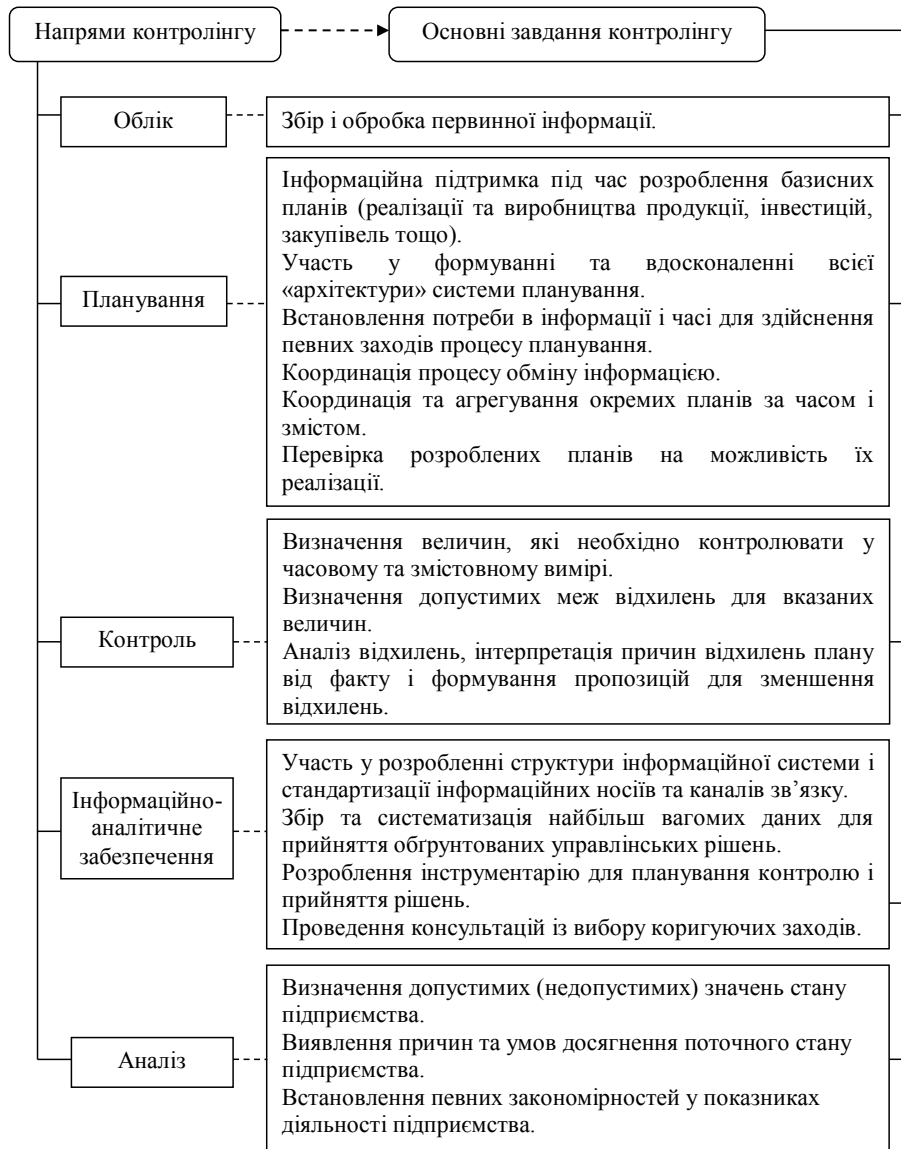 Напрями контролінгу
Основні завдання контролінгу
Облік
Збір і обробка первинної інформації.
Планування
Інформаційна підтримка під час розроблення базисних
планів (реалізації та виробництва продукції, інвестицій,
закупівель тощо).
Участь у формуванні та вдосконаленні всієї
«архітектури» системи планування.
Встановлення потреби в інформації і часі для здійснення
певних заходів процесу планування.
Координація процесу обміну інформацією.
Координація та агрегування окремих планів за часом і
змістом.
Перевірка розроблених планів на можливість їх
реалізації.
Контроль
Визначення величин, які необхідно контролювати у
часовому та змістовному вимірі.
Визначення допустимих меж відхилень для вказаних
величин.
Аналіз відхилень, інтерпретація причин відхилень плану
від факту і формування пропозицій для зменшення
відхилень.
Інформаційно-
аналітичне
забезпечення
Участь у розробленні структури інформаційної системи і
стандартизації інформаційних носіїв та каналів зв’язку.
Збір та систематизація найбільш вагомих даних для
прийняття обґрунтованих управлінських рішень.
Розроблення інструментарію для планування контролю і
прийняття рішень.
Проведення консультацій із вибору коригуючих заходів.
Аналіз
Визначення допустимих (недопустимих) значень стану
підприємства.
Виявлення причин та умов досягнення поточного стану
підприємства.
Встановлення певних закономірностей у показниках
діяльності підприємства.